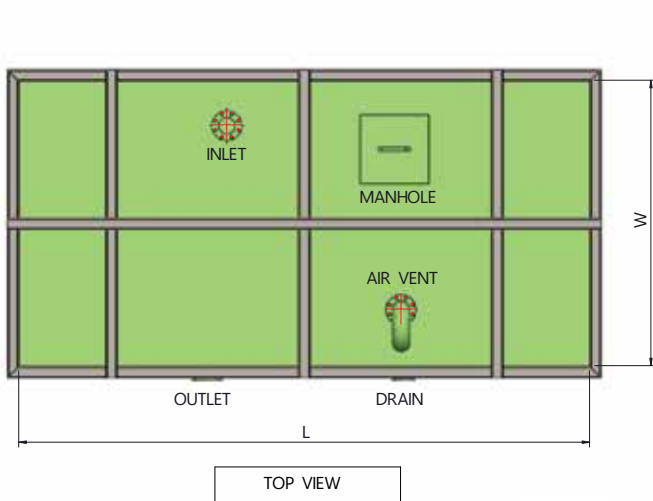 INLET
MANHOLE
W
AIR VENT
OUTLET
DRAIN
L
TOP VIEW